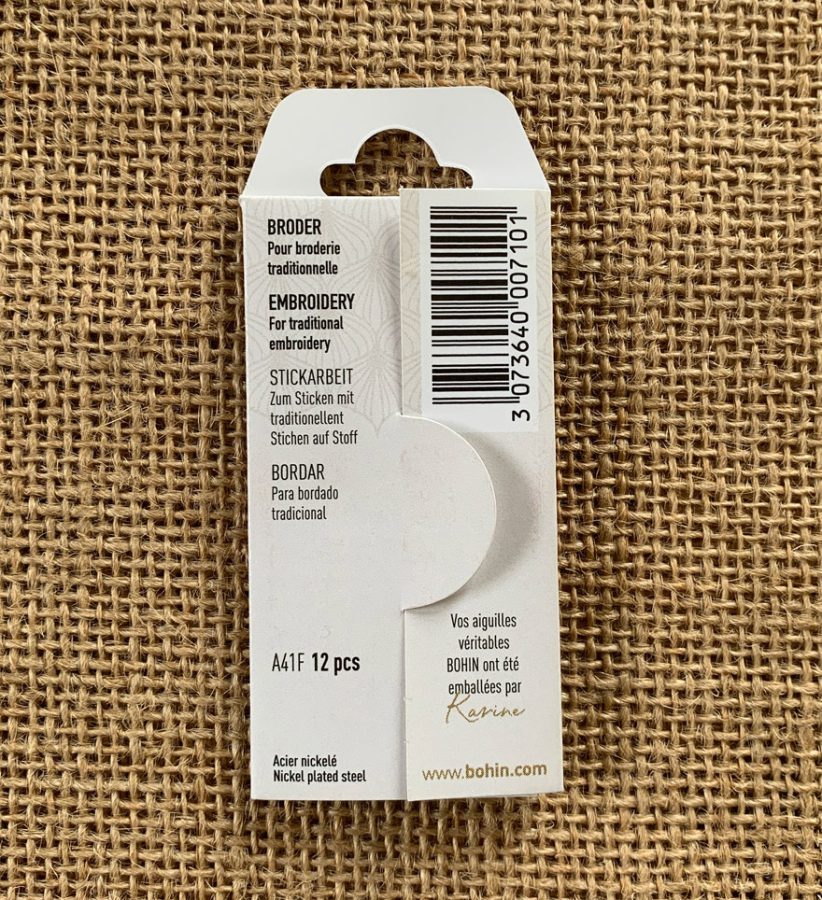 BRODER
Pour broderie
traditionnelle
EMBROIDERY
For traditional
embroidery
STICKARBEIT
Zum Sticken mit
traditionellent
Stichen auf Stoff
BORDAR
Para bordado
tradicional
A41F 12 pcs
Acier nickelé
Nickel plated steel
3 073640 007101
Vos aiguilles
véritables
BOHIN ont été
emballées par
Karine
www.bohin.com